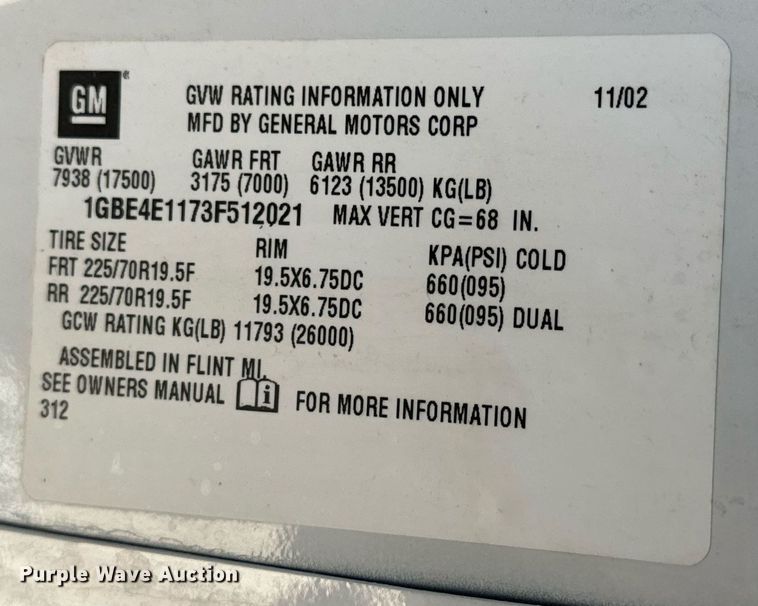 GM®
GVW RATING INFORMATION ONLY 11/02
MFD BY GENERAL MOTORS CORP
GVWR GAWR FRT GAWR RR
7938 (17500) 3175 (7000) 6123 (13500) KG(LB)
1GBE4E1173F512021 MAX VERT CG=68 IN.
TIRE SIZE RIM KPA(PSI) COLD
FRT 225/70R19.5F 19.5X6.75DC 660(095)
RR 225/70R19.5F 19.5X6.75DC 660(095) DUAL
GCW RATING KG(LB) 11793 (26000)
ASSEMBLED IN FLINT MI.
SEE OWNERS MANUAL i FOR MORE INFORMATION
312
Purple Wave Auction